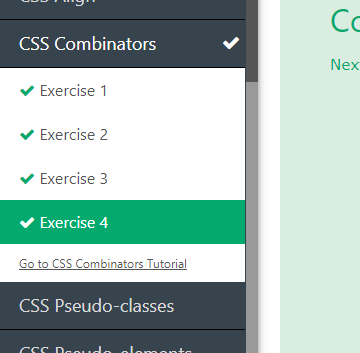 CSS Align
CSS Combinators
Exercise 1
Exercise 2
Exercise 3
Exercise 4
Go to CSS Combinators Tutorial
CSS Pseudo-classes
CSS Pseudo-elements
Co
Nex